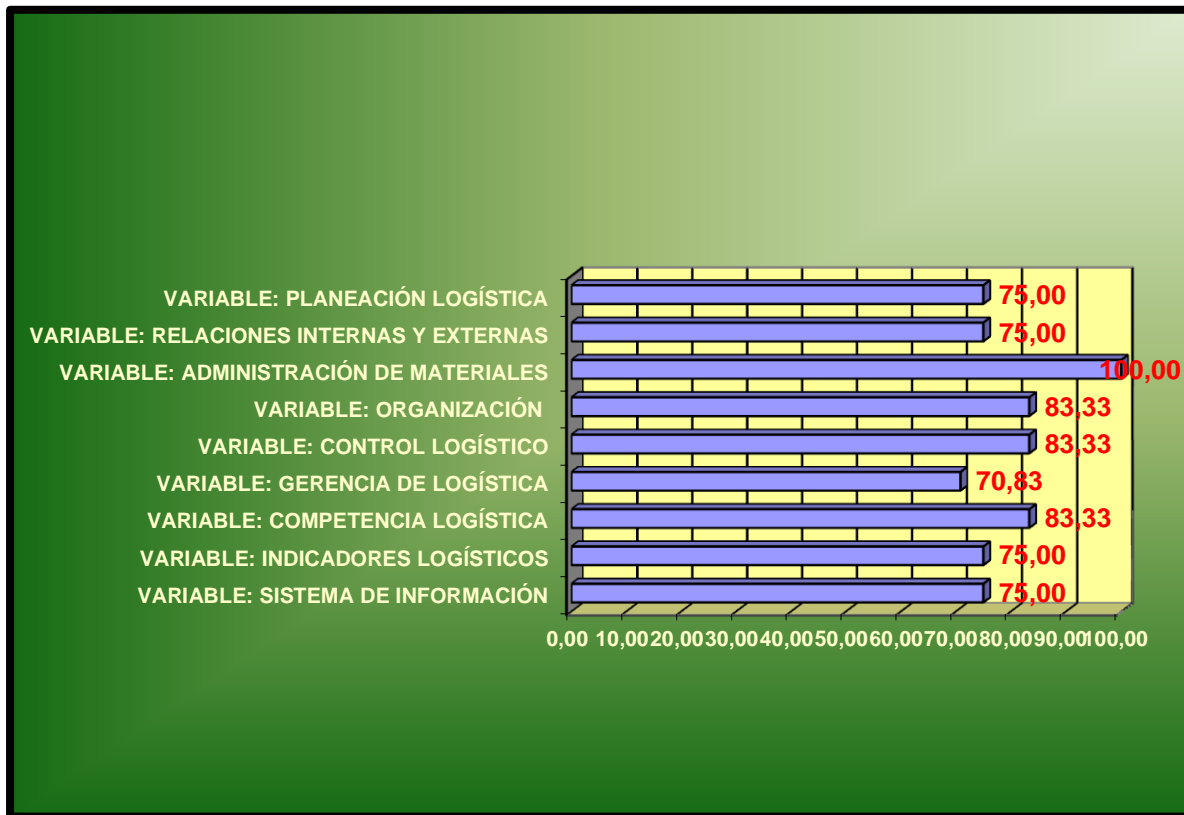 VARIABLE: PLANEACIÓN LOGÍSTICA 75,00
VARIABLE: RELACIONES INTERNAS Y EXTERNAS 75,00
VARIABLE: ADMINISTRACIÓN DE MATERIALES 100,00
VARIABLE: ORGANIZACIÓN 83,33
VARIABLE: CONTROL LOGÍSTICO 83,33
VARIABLE: GERENCIA DE LOGÍSTICA 70,83
VARIABLE: COMPETENCIA LOGÍSTICA 83,33
VARIABLE: INDICADORES LOGÍSTICOS 75,00
VARIABLE: SISTEMA DE INFORMACIÓN 75,00
0,00 10,00 20,00 30,00 40,00 50,00 60,00 70,00 80,00 90,00 100,00